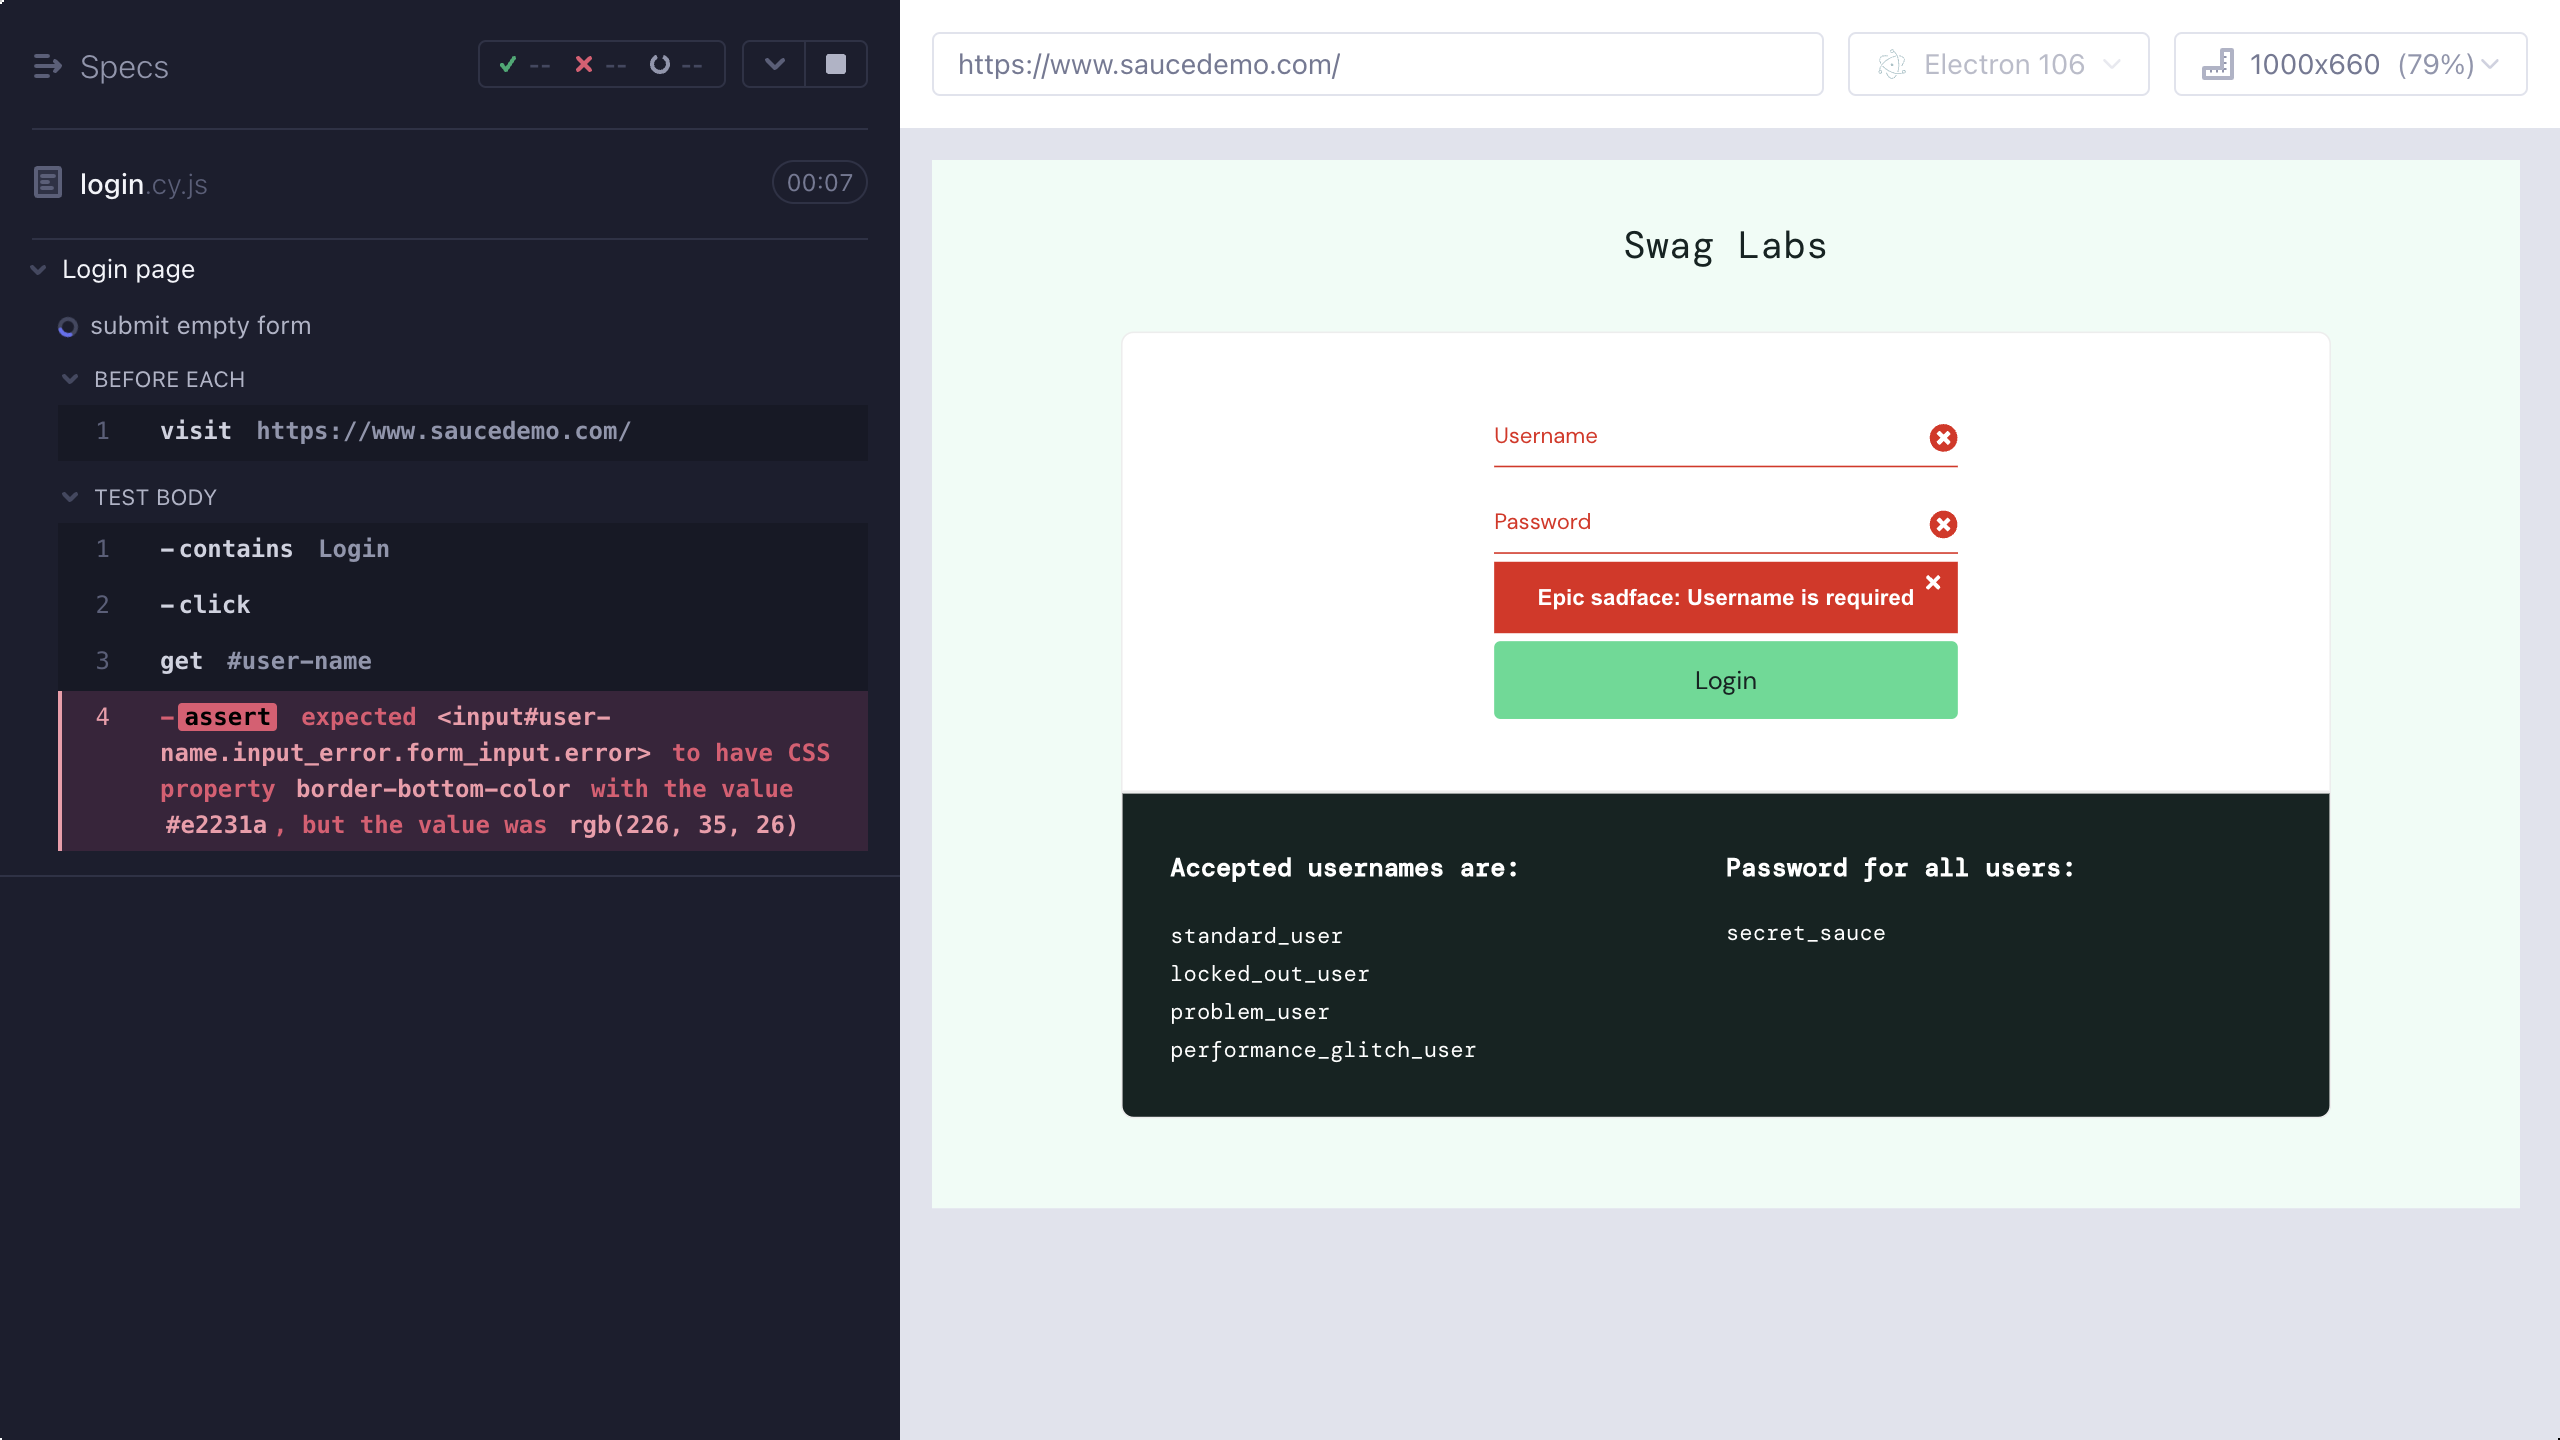 Specs
-- -- --
login.cy.js
00:07
Login page
submit empty form
BEFORE EACH
1 visit https://www.saucedemo.com/
TEST BODY
1 -contains Login
2 -click
3 get #user-name
4 -assert expected <input#user-
name.input_error.form_input.error> to have CSS
property border-bottom-color with the value
#e2231a, but the value was rgb(226, 35, 26)
https://www.saucedemo.com/
Electron 106
1000x660 (79%)
Swag Labs
Username
Password
Epic sadface: Username is required
Login
Accepted usernames are:
standard_user
locked_out_user
problem_user
performance_glitch_user
Password for all users:
secret_sauce